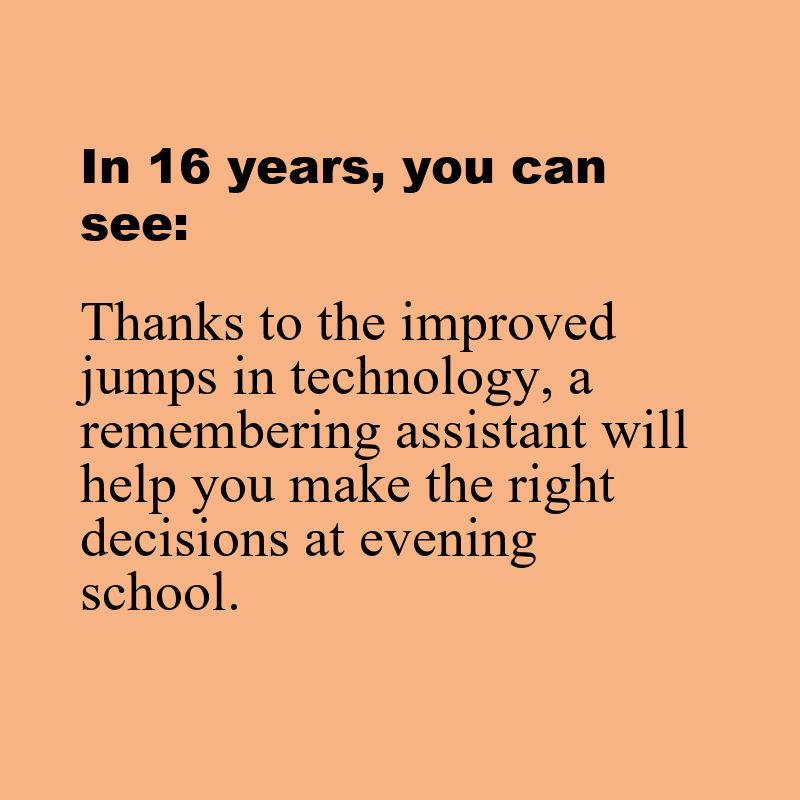 In 16 years, you can
see:
Thanks to the improved
jumps in technology, a
remembering assistant will
help you make the right
decisions at evening
school.